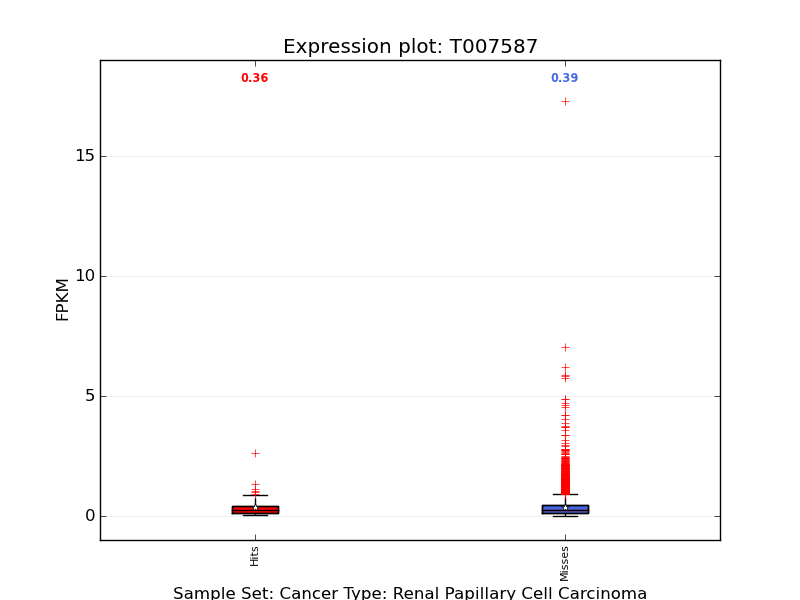 Expression plot: T007587
0.36
0.39
15
10
5
0
FPKM
Hits
Misses
Sample Set: Cancer Type: Renal Papillary Cell Carcinoma